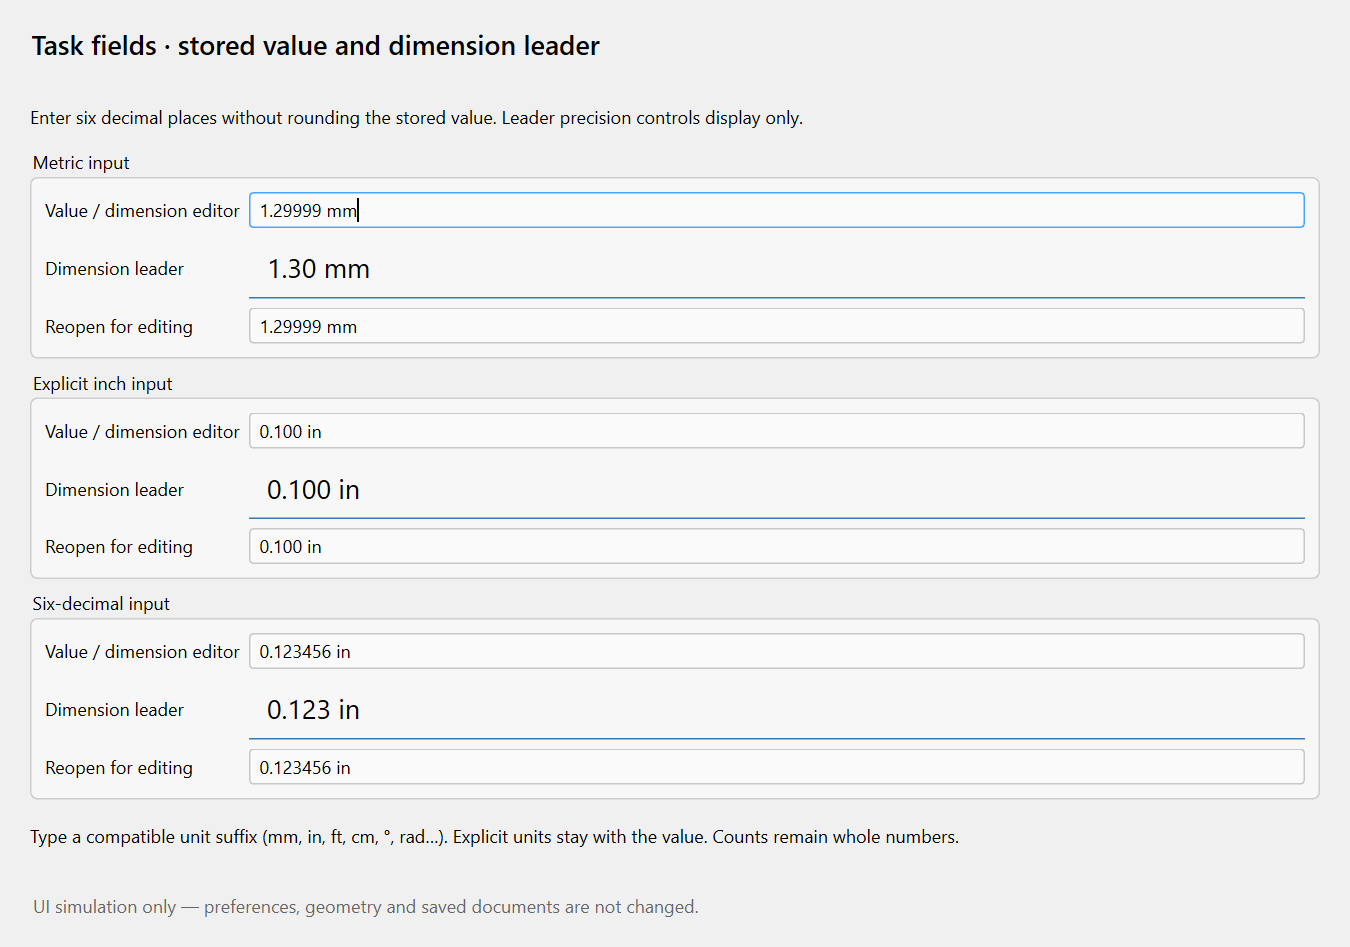 Task fields · stored value and dimension leader
Enter six decimal places without rounding the stored value. Leader precision controls display only.
Metric input
Value / dimension editor 1.29999 mm
Dimension leader 1.30 mm
Reopen for editing 1.29999 mm
Explicit inch input
Value / dimension editor 0.100 in
Dimension leader 0.100 in
Reopen for editing 0.100 in
Six-decimal input
Value / dimension editor 0.123456 in
Dimension leader 0.123 in
Reopen for editing 0.123456 in
Type a compatible unit suffix (mm, in, ft, cm, °, rad...). Explicit units stay with the value. Counts remain whole numbers.
UI simulation only — preferences, geometry and saved documents are not changed.